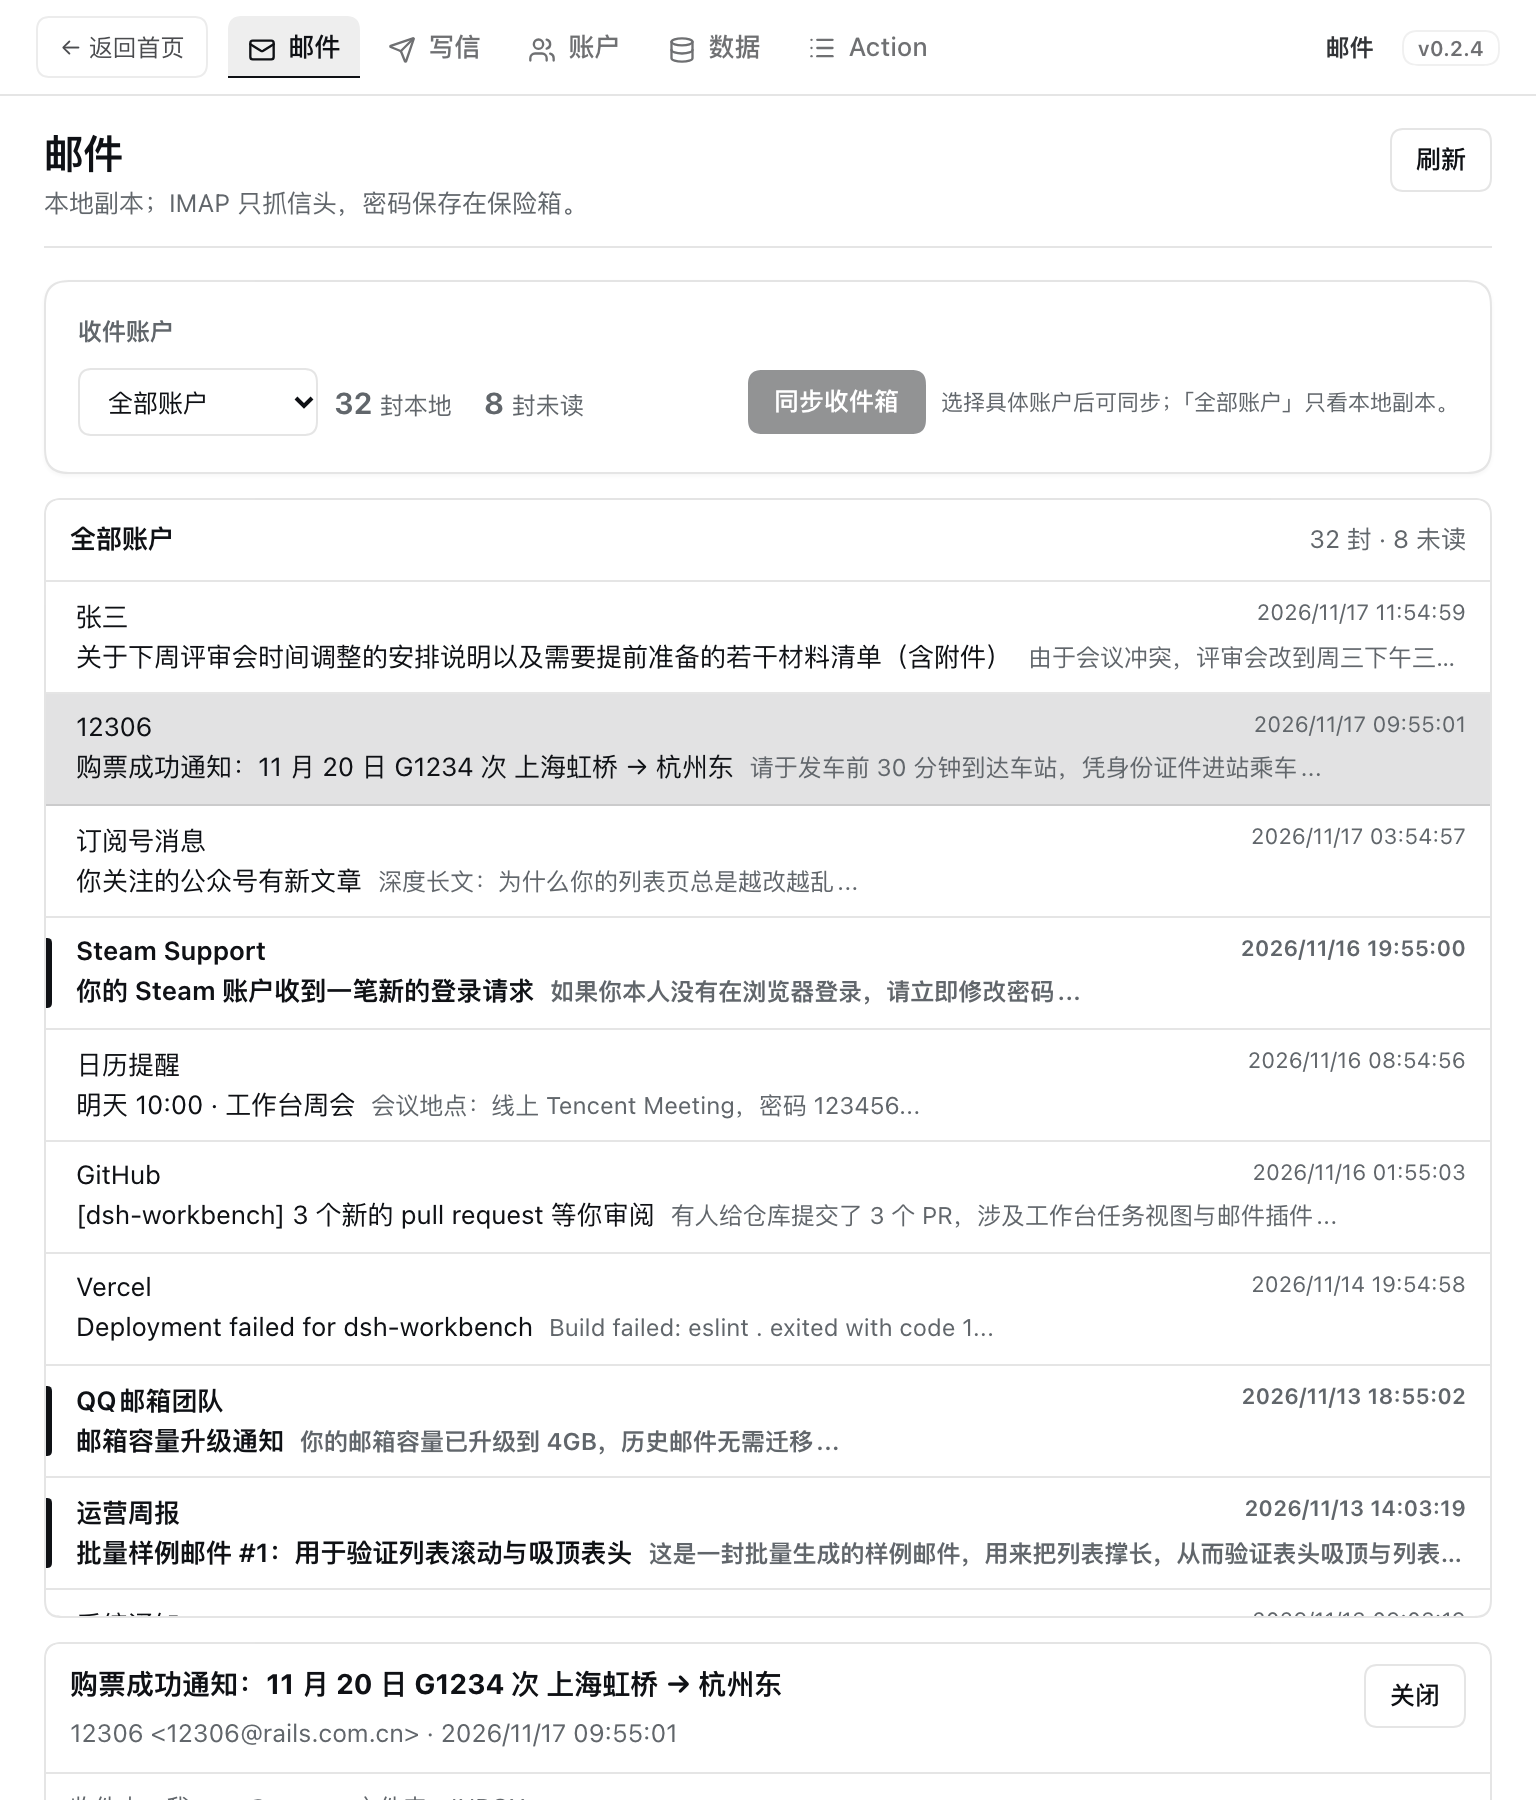 ← 返回首页 邮件 写信 账户 数据 Action 邮件 v0.2.4
邮件 刷新
本地副本；IMAP 只抓信头，密码保存在保险箱。
收件账户
全部账户 32 封本地 8 封未读 同步收件箱 选择具体账户后可同步；「全部账户」只看本地副本。
全部账户 32 封 · 8 未读
张三 2026/11/17 11:54:59
关于下周评审会时间调整的安排说明以及需要提前准备的若干材料清单（含附件） 由于会议冲突，评审会改到周三下午三...
12306 2026/11/17 09:55:01
购票成功通知：11 月 20 日 G1234 次 上海虹桥 → 杭州东 请于发车前 30 分钟到达车站，凭身份证件进站乘车...
订阅号消息 2026/11/17 03:54:57
你关注的公众号有新文章 深度长文：为什么你的列表页总是越改越乱...
Steam Support 2026/11/16 19:55:00
你的 Steam 账户收到一笔新的登录请求 如果你本人没有在浏览器登录，请立即修改密码...
日历提醒 2026/11/16 08:54:56
明天 10:00 · 工作台周会 会议地点：线上 Tencent Meeting，密码 123456...
GitHub 2026/11/16 01:55:03
[dsh-workbench] 3 个新的 pull request 等你审阅 有人给仓库提交了 3 个 PR，涉及工作台任务视图与邮件插件...
Vercel 2026/11/14 19:54:58
Deployment failed for dsh-workbench Build failed: eslint . exited with code 1...
QQ邮箱团队 2026/11/13 18:55:02
邮箱容量升级通知 你的邮箱容量已升级到 4GB，历史邮件无需迁移...
运营周报 2026/11/13 14:03:19
批量样例邮件 #1：用于验证列表滚动与吸顶表头 这是一封批量生成的样例邮件，用来把列表撑长，从而验证表头吸顶与列表...
购票成功通知：11 月 20 日 G1234 次 上海虹桥 → 杭州东 关闭
12306 <12306@rails.com.cn> · 2026/11/17 09:55:01